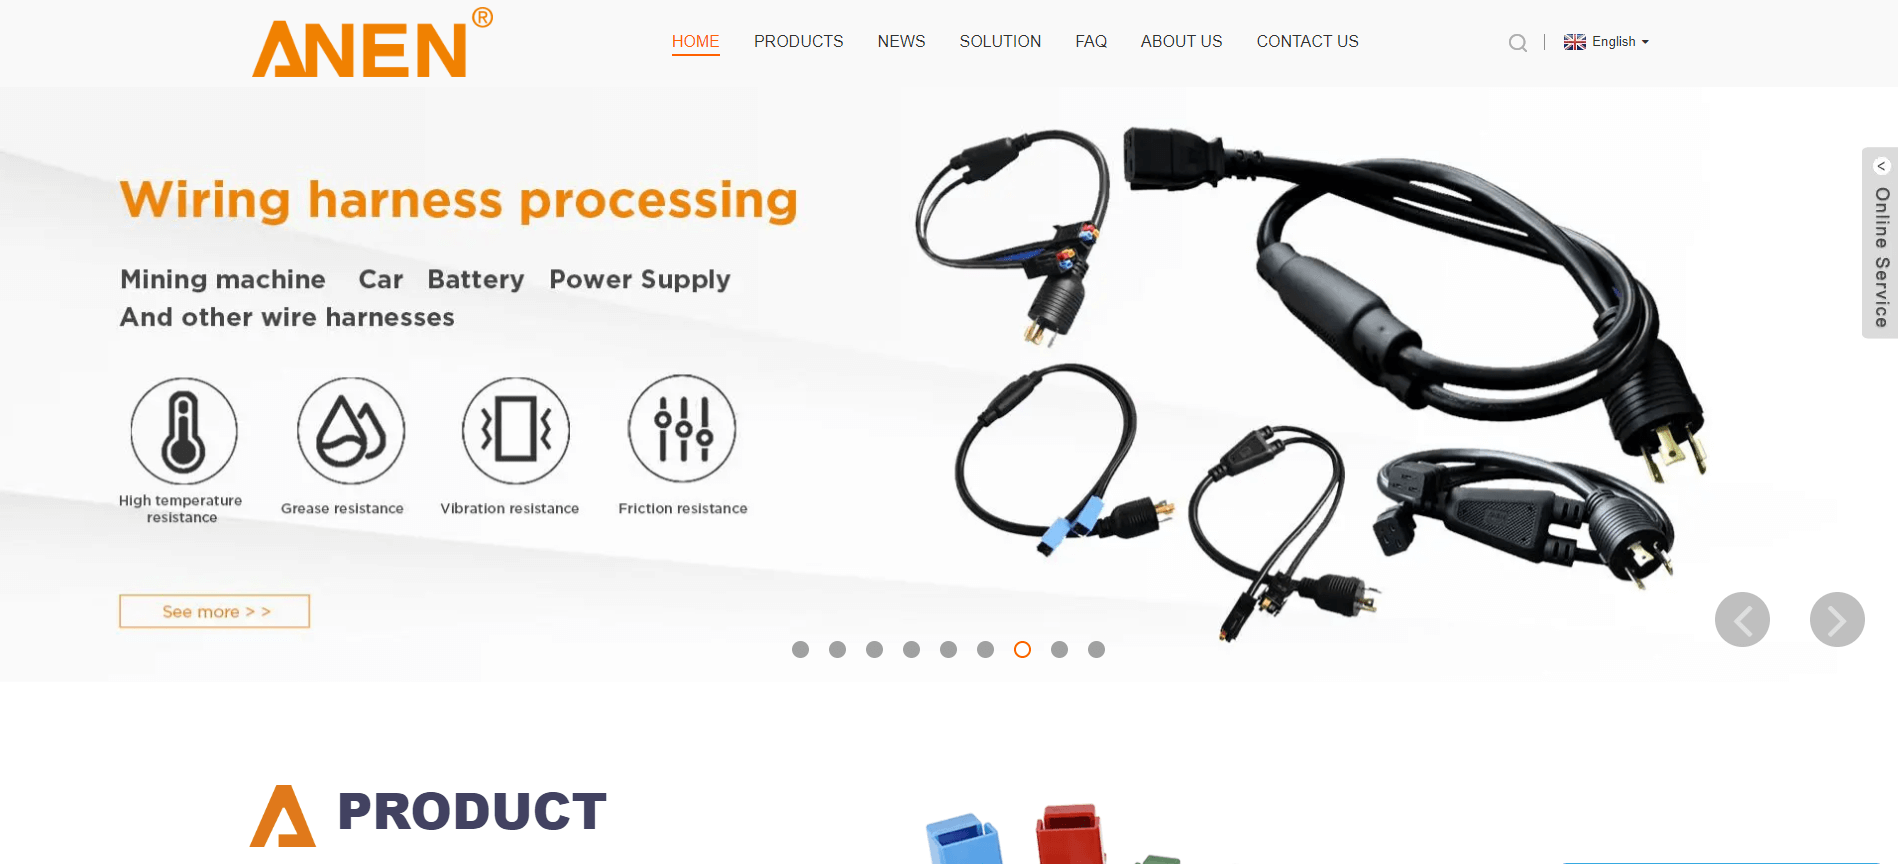 ANEN®
HOME PRODUCTS NEWS SOLUTION FAQ ABOUT US CONTACT US
English
Wiring harness processing
Mining machine Car Battery Power Supply
And other wire harnesses
High temperature
resistance
Grease resistance
Vibration resistance
Friction resistance
See more > >
< Online Service
PRODUCT